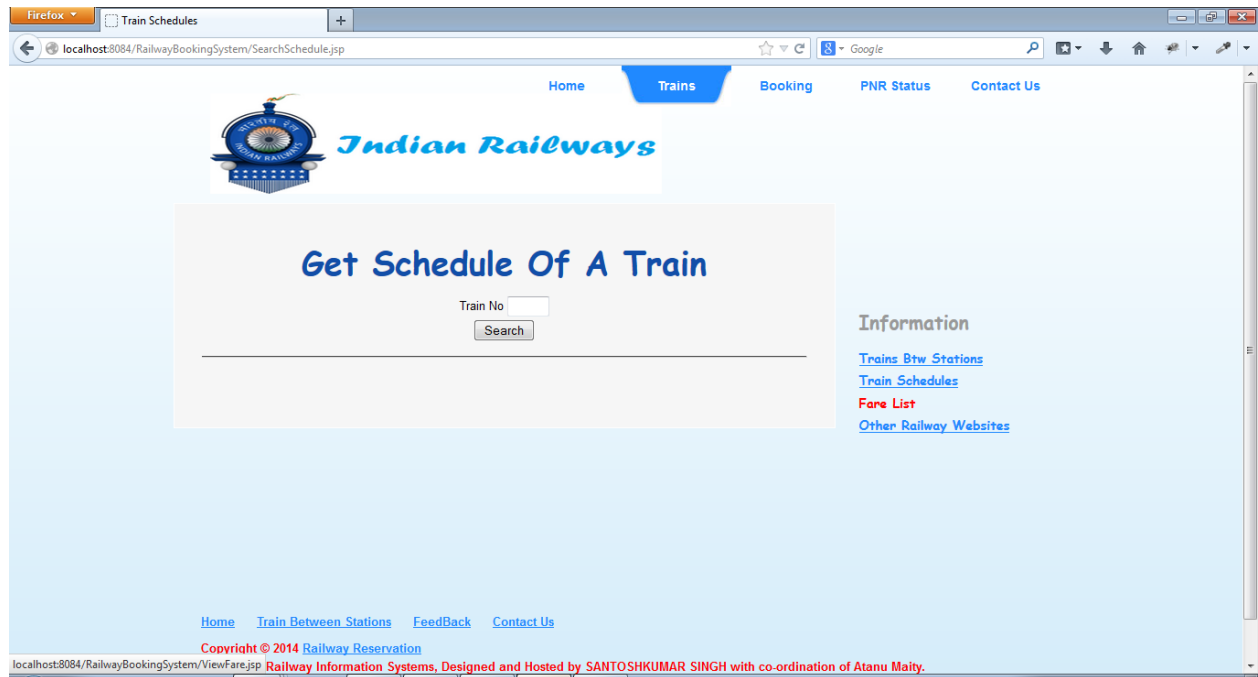 Firefox
Train Schedules
localhost:8084/RailwayBookingSystem/SearchSchedule.jsp
Google
Home Trains Booking PNR Status Contact Us
भारतीय रेल
INDIAN RAILWAYS
Indian Railways
Get Schedule Of A Train
Train No
Search
Information
Trains Btw Stations
Train Schedules
Fare List
Other Railway Websites
Home Train Between Stations FeedBack Contact Us
Copyright © 2014 Railway Reservation
localhost:8084/RailwayBookingSystem/ViewFare.jsp Railway Information Systems, Designed and Hosted by SANTOSHKUMAR SINGH with co-ordination of Atanu Maity.